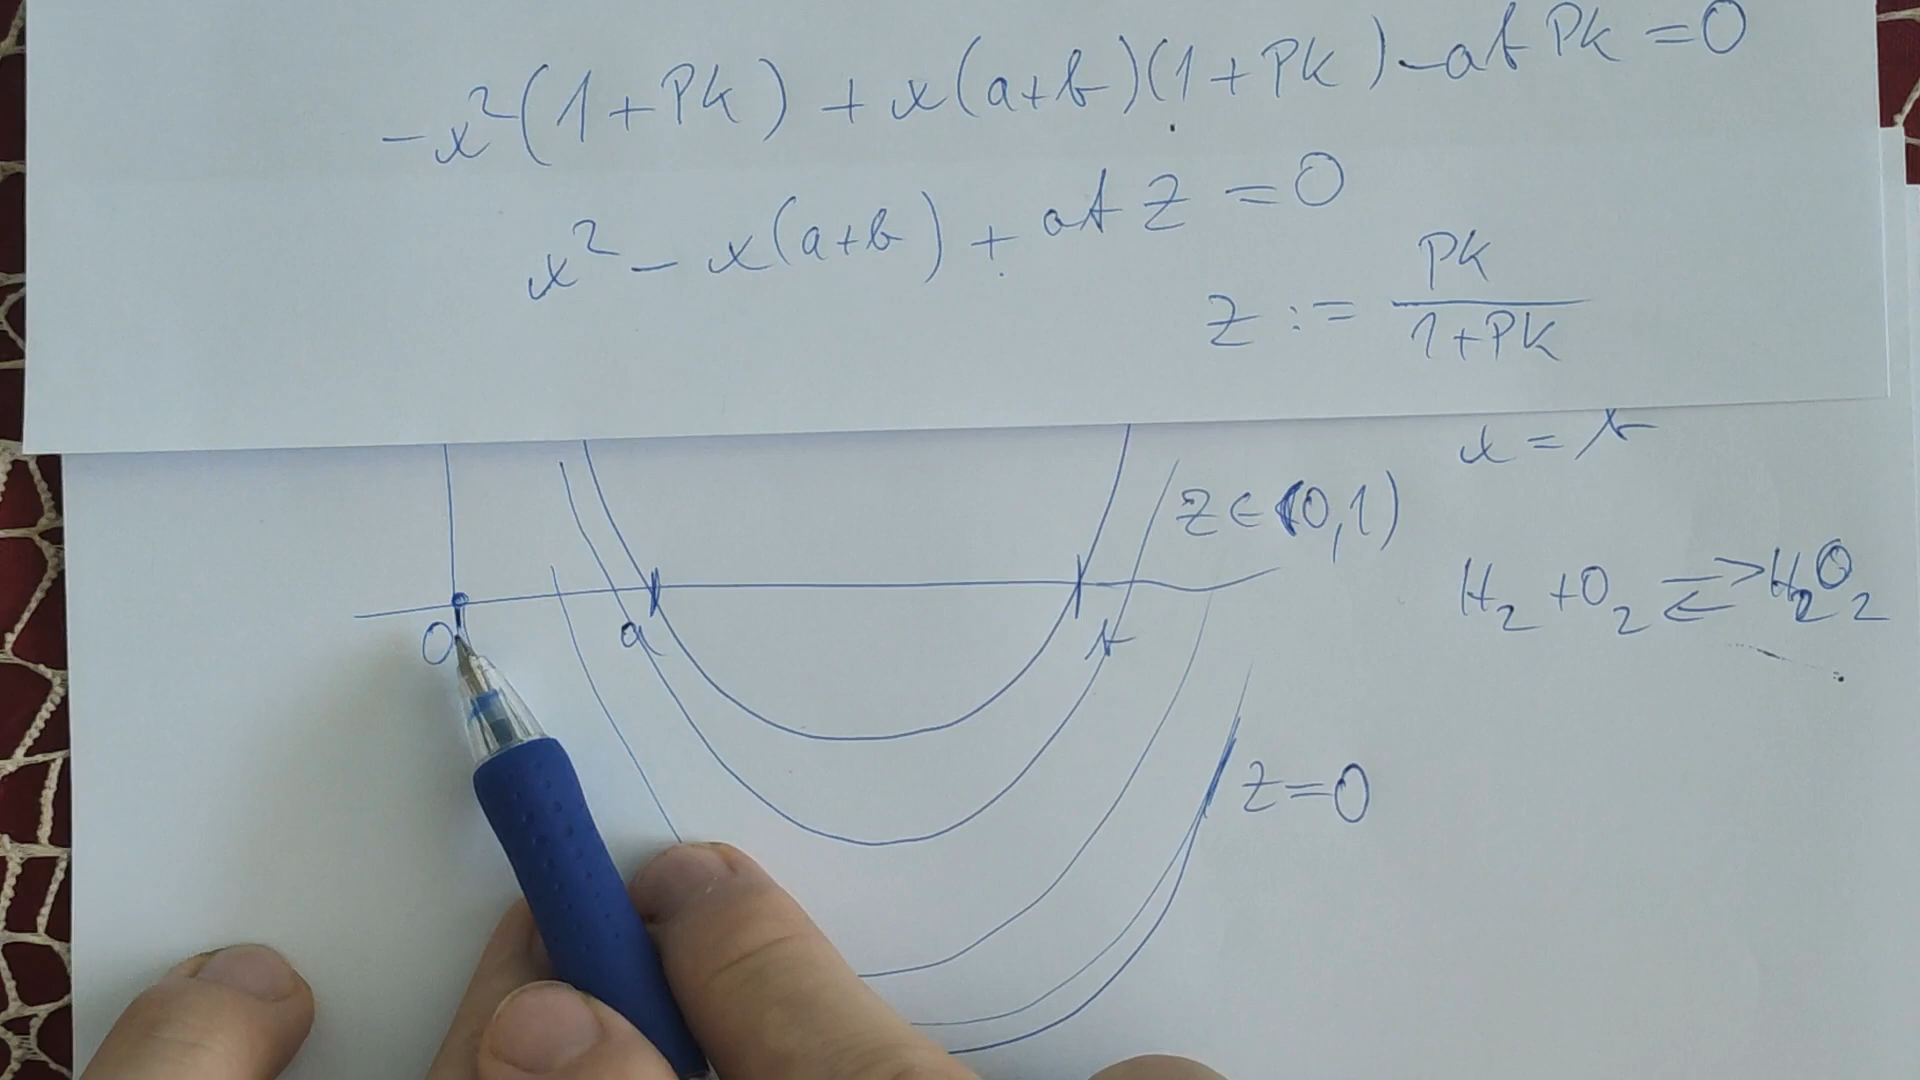 -x²(1+PK) + x(a+b)(1+PK) - ab PK = 0
x² - x(a+b) + ab z = 0
z := PK / (1+PK)
x = b
z ∈ (0,1)
H₂ + O₂ ⇄ H₂O₂
0 a b
z = 0